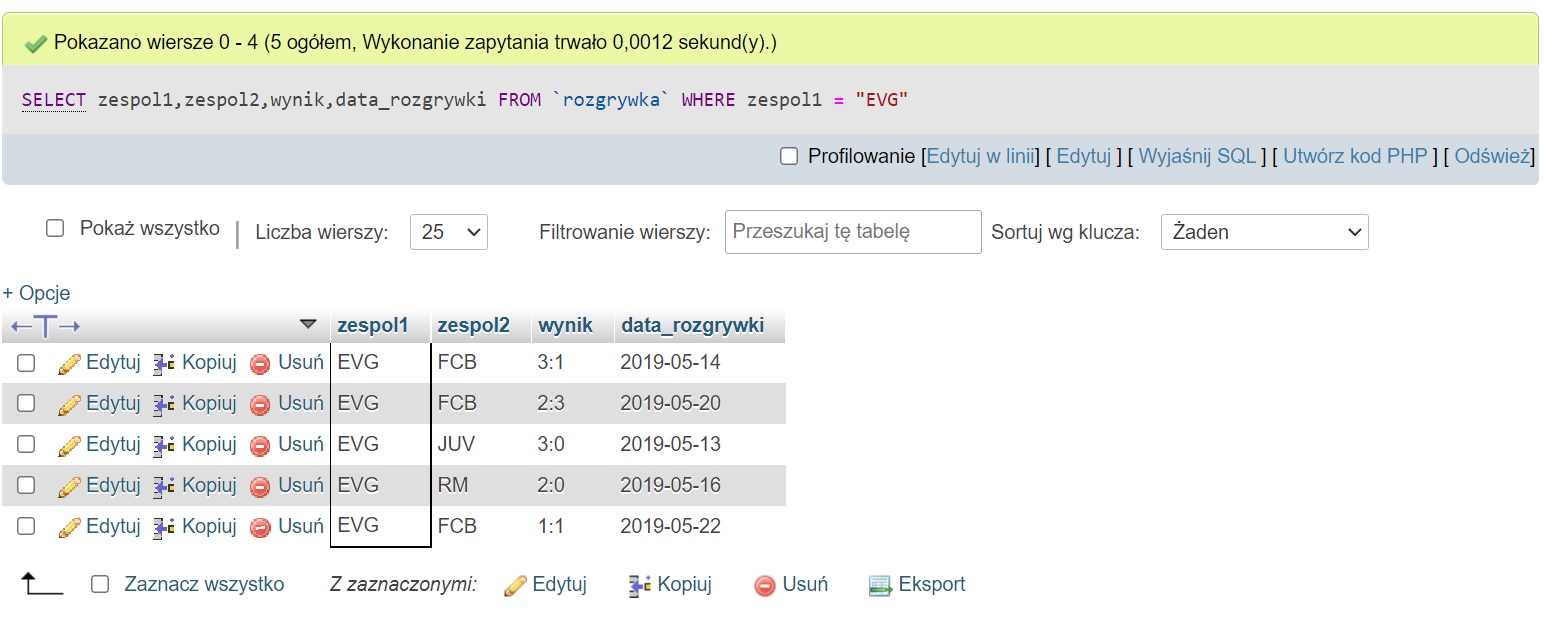 Pokazano wiersze 0 - 4 (5 ogółem, Wykonanie zapytania trwało 0,0012 sekund(y).)
SELECT zespol1,zespol2,wynik,data_rozgrywki FROM `rozgrywka` WHERE zespol1 = "EVG"
Profilowanie [Edytuj w linii] [ Edytuj ] [ Wyjaśnij SQL ] [ Utwórz kod PHP ] [ Odśwież]
Pokaż wszystko | Liczba wierszy: 25 Filtrowanie wierszy: Przeszukaj tę tabelę Sortuj wg klucza: Żaden
+ Opcje
zespol1 zespol2 wynik data_rozgrywki
Edytuj Kopiuj Usuń EVG FCB 3:1 2019-05-14
Edytuj Kopiuj Usuń EVG FCB 2:3 2019-05-20
Edytuj Kopiuj Usuń EVG JUV 3:0 2019-05-13
Edytuj Kopiuj Usuń EVG RM 2:0 2019-05-16
Edytuj Kopiuj Usuń EVG FCB 1:1 2019-05-22
Zaznacz wszystko Z zaznaczonymi: Edytuj Kopiuj Usuń Eksport